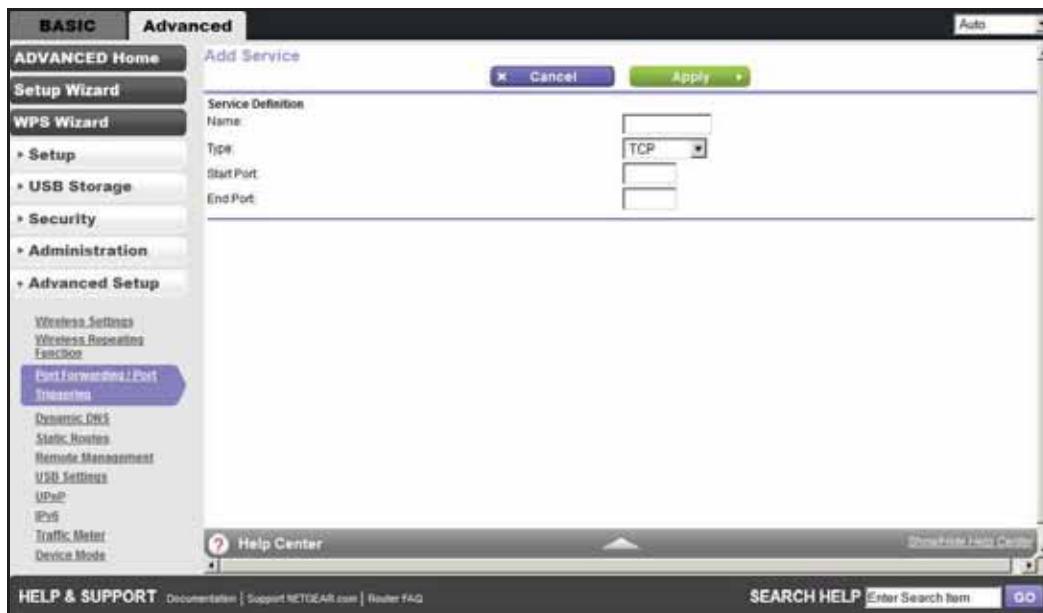 BASIC
Advanced
Auto
ADVANCED Home
Setup Wizard
WPS Wizard
Setup
USB Storage
Security
Administration
Advanced Setup
Wireless Settings
Wireless Repeating
Function
Port Forwarding / Port
Triggering
Dynamic DNS
Static Routes
Remote Management
USB Settings
UPnP
IPv6
Traffic Meter
Device Mode
Add Service
× Cancel
Apply
Service Definition
Name:
Type:
TCP
Start Port:
End Port:
? Help Center
Show/Hide Help Center
HELP & SUPPORT Documentation | Support NETGEAR.com | Router FAQ
SEARCH HELP Enter Search Item GO